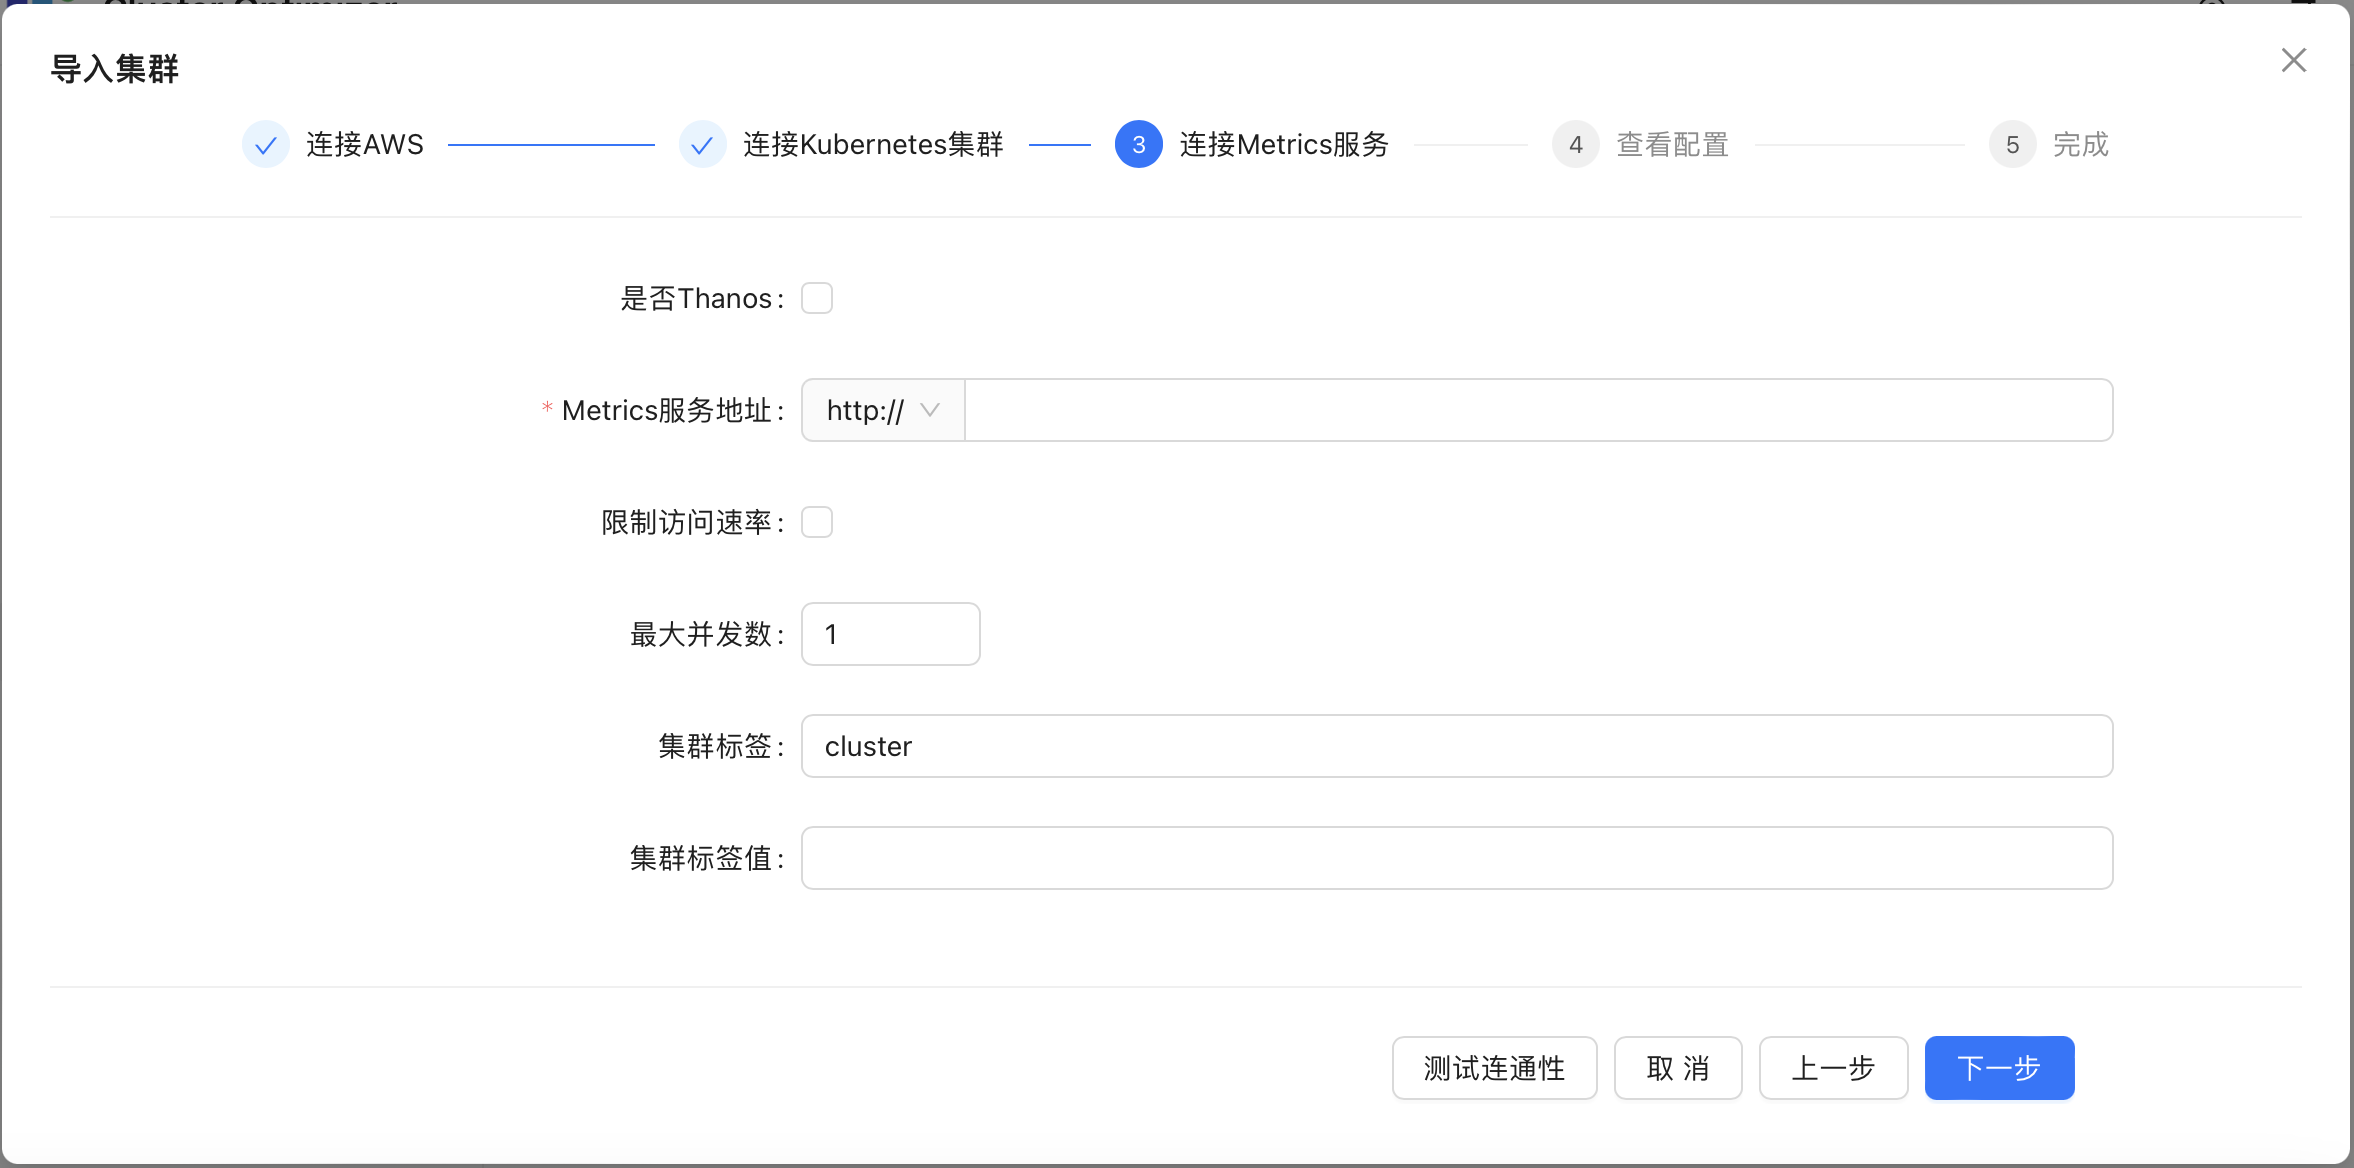 导入集群
连接AWS
连接Kubernetes集群
3 连接Metrics服务
4 查看配置
5 完成
是否Thanos:
* Metrics服务地址: http://
限制访问速率:
最大并发数: 1
集群标签: cluster
集群标签值:
测试连通性 取 消 上一步 下一步